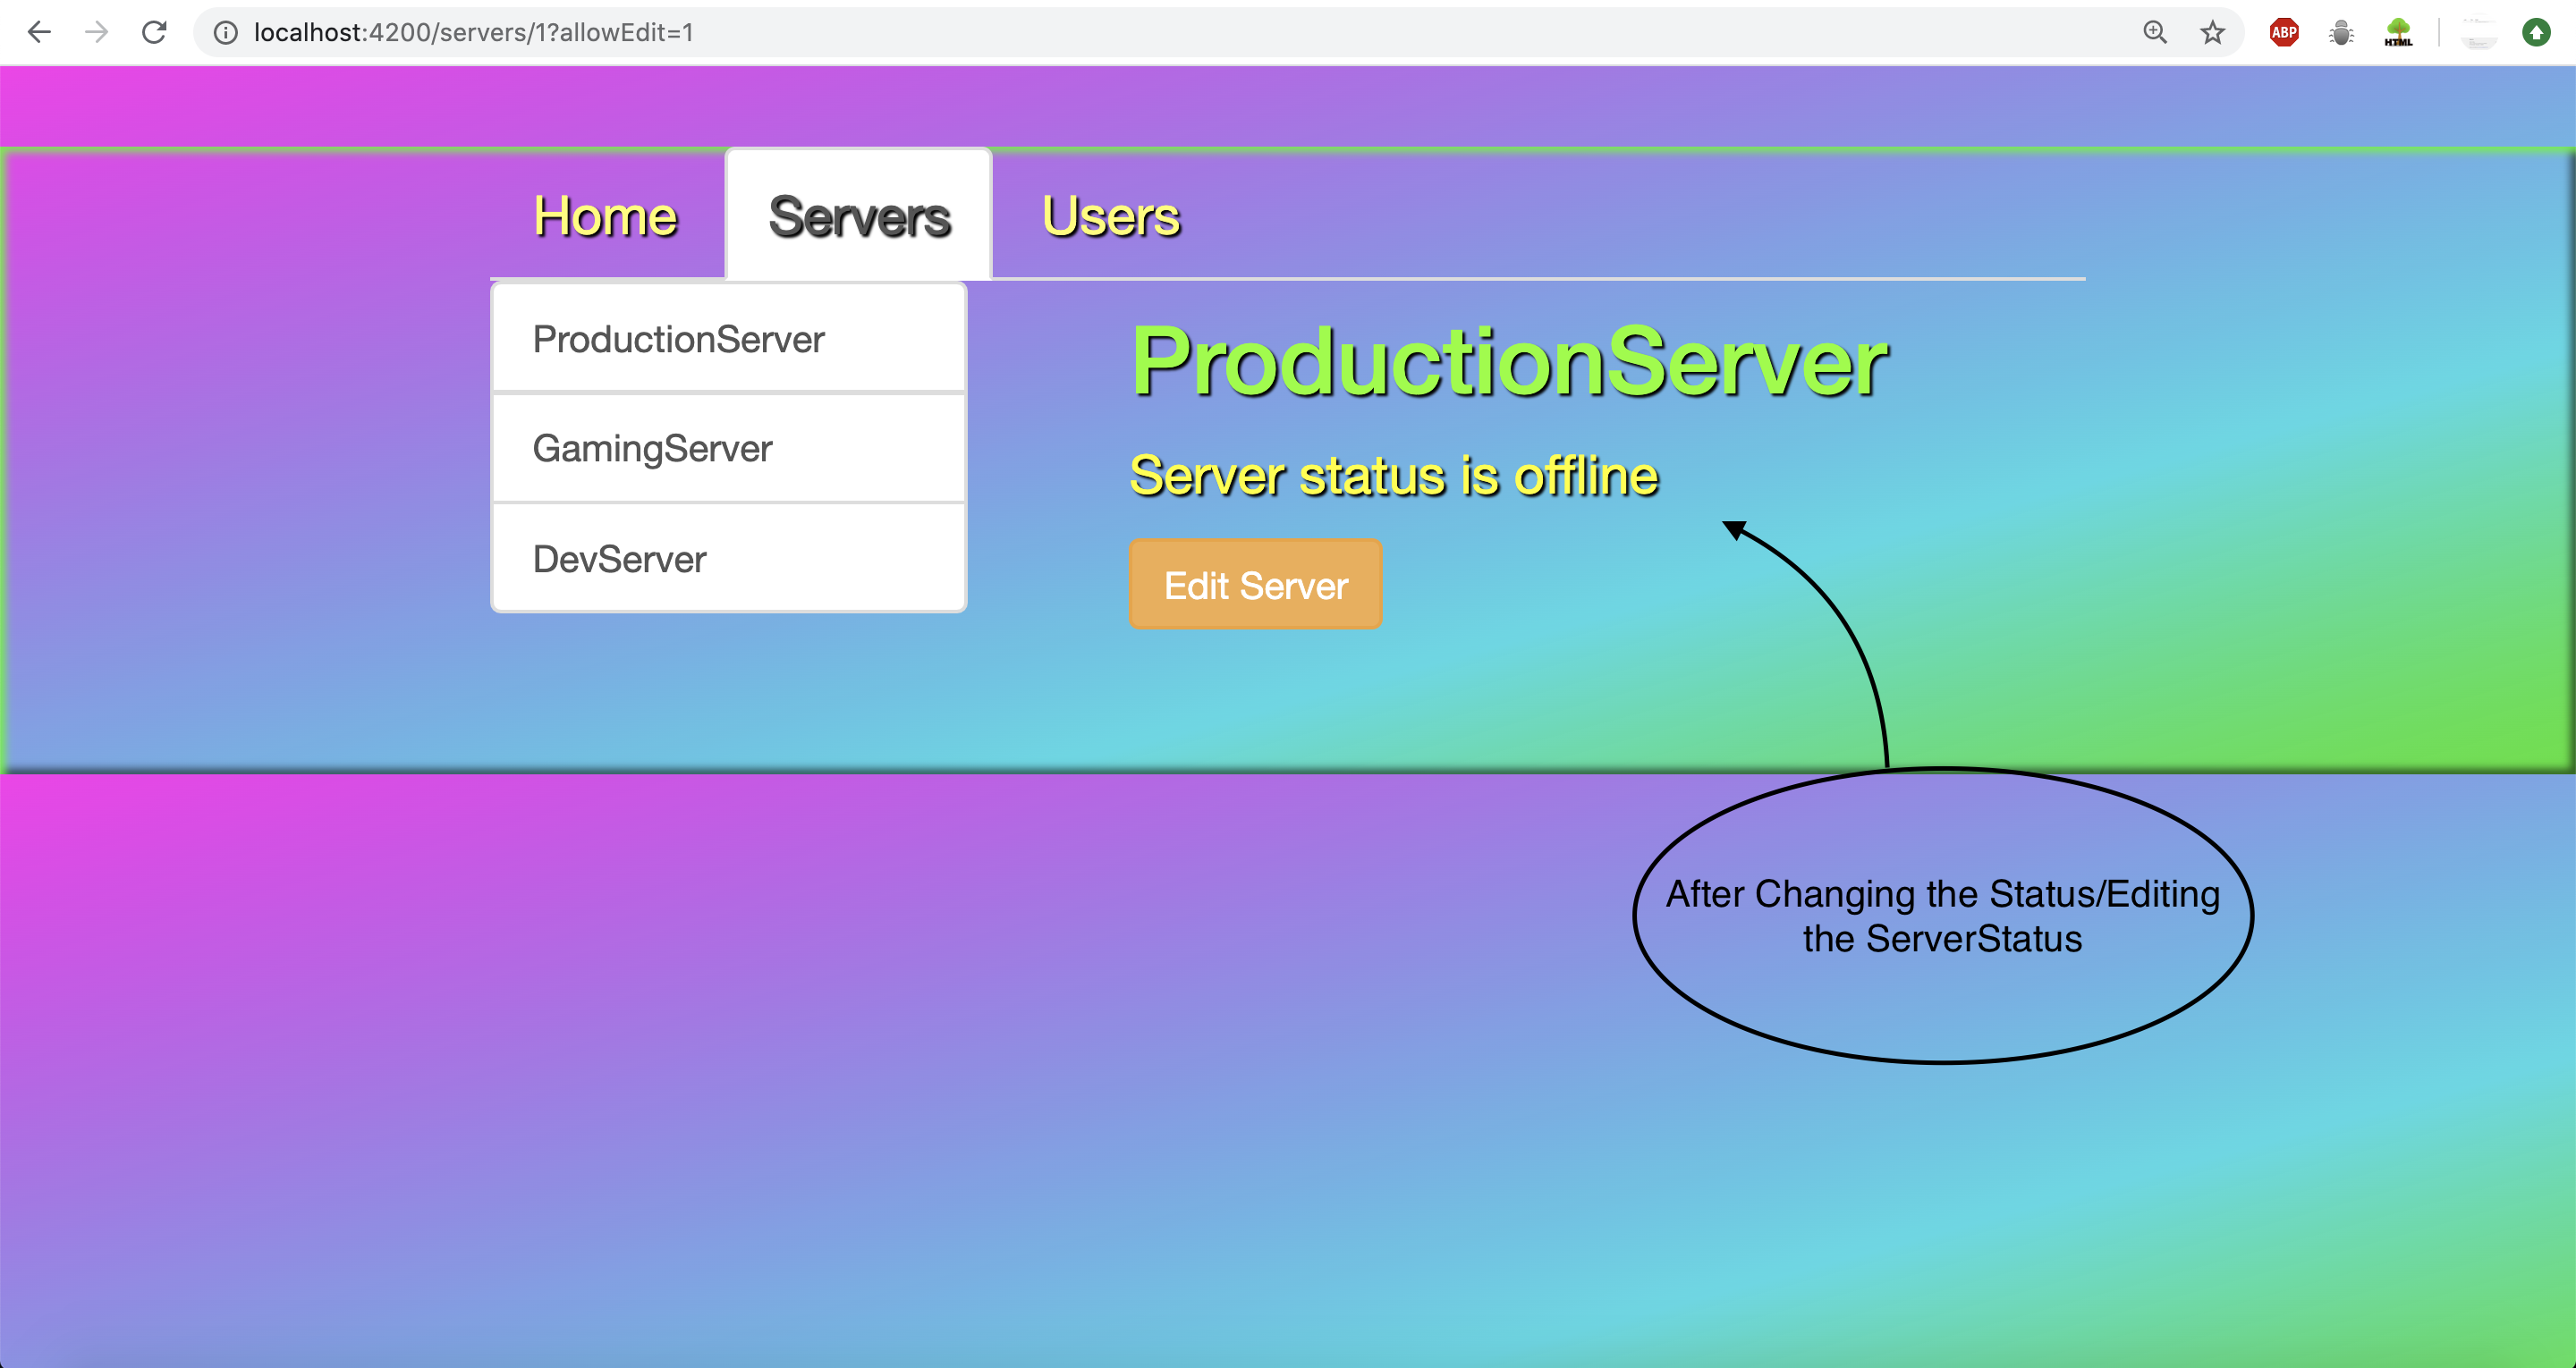 localhost:4200/servers/1?allowEdit=1
ABP
HTML
Home
Servers
Users
ProductionServer
GamingServer
DevServer
ProductionServer
Server status is offline
Edit Server
After Changing the Status/Editing
the ServerStatus